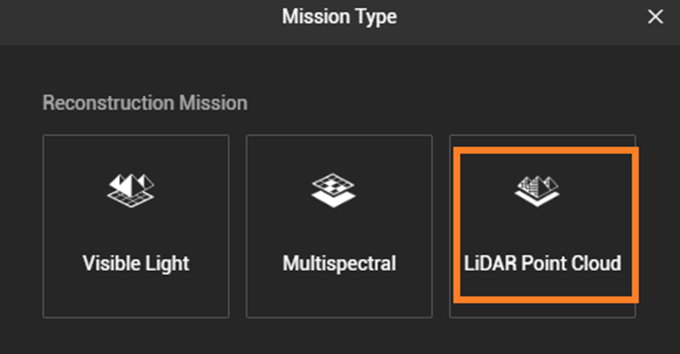 Mission Type
Reconstruction Mission
Visible Light
Multispectral
LiDAR Point Cloud